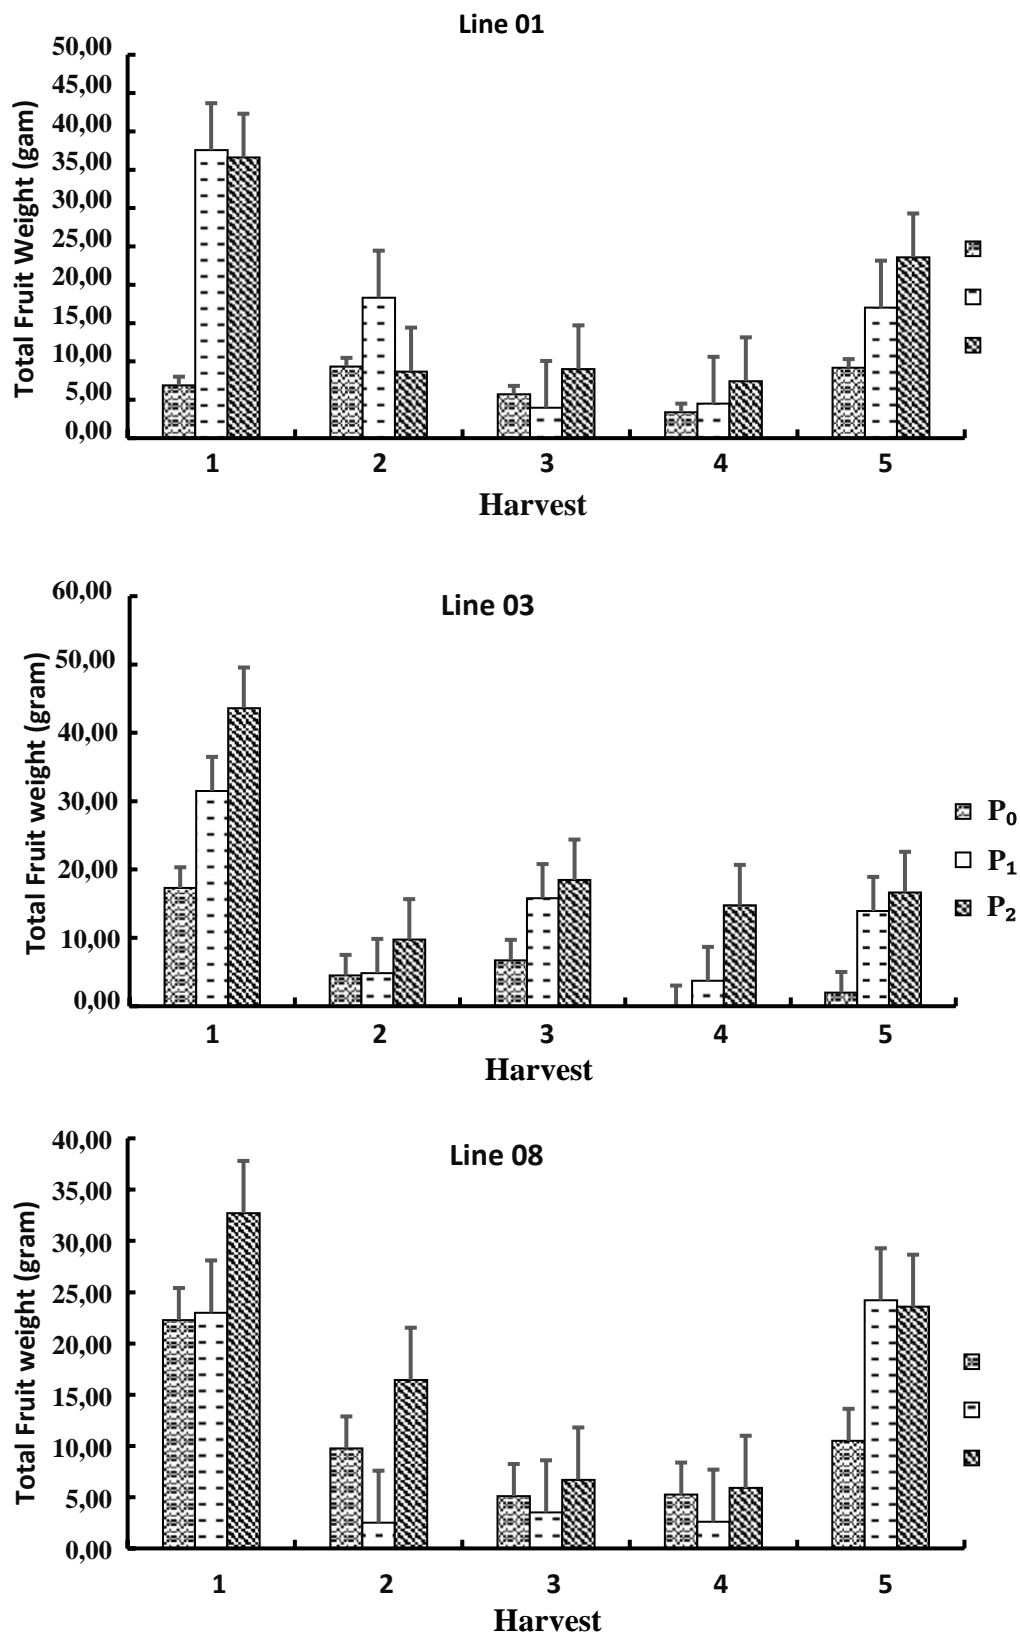 Line 01
Total Fruit Weight (gam)
50,00
45,00
40,00
35,00
30,00
25,00
20,00
15,00
10,00
5,00
0,00
1 2 3 4 5
Harvest
Line 03
Total Fruit weight (gram)
60,00
50,00
40,00
30,00
20,00
10,00
0,00
1 2 3 4 5
Harvest
P₀
P₁
P₂
Line 08
Total Fruit weight (gram)
40,00
35,00
30,00
25,00
20,00
15,00
10,00
5,00
0,00
1 2 3 4 5
Harvest